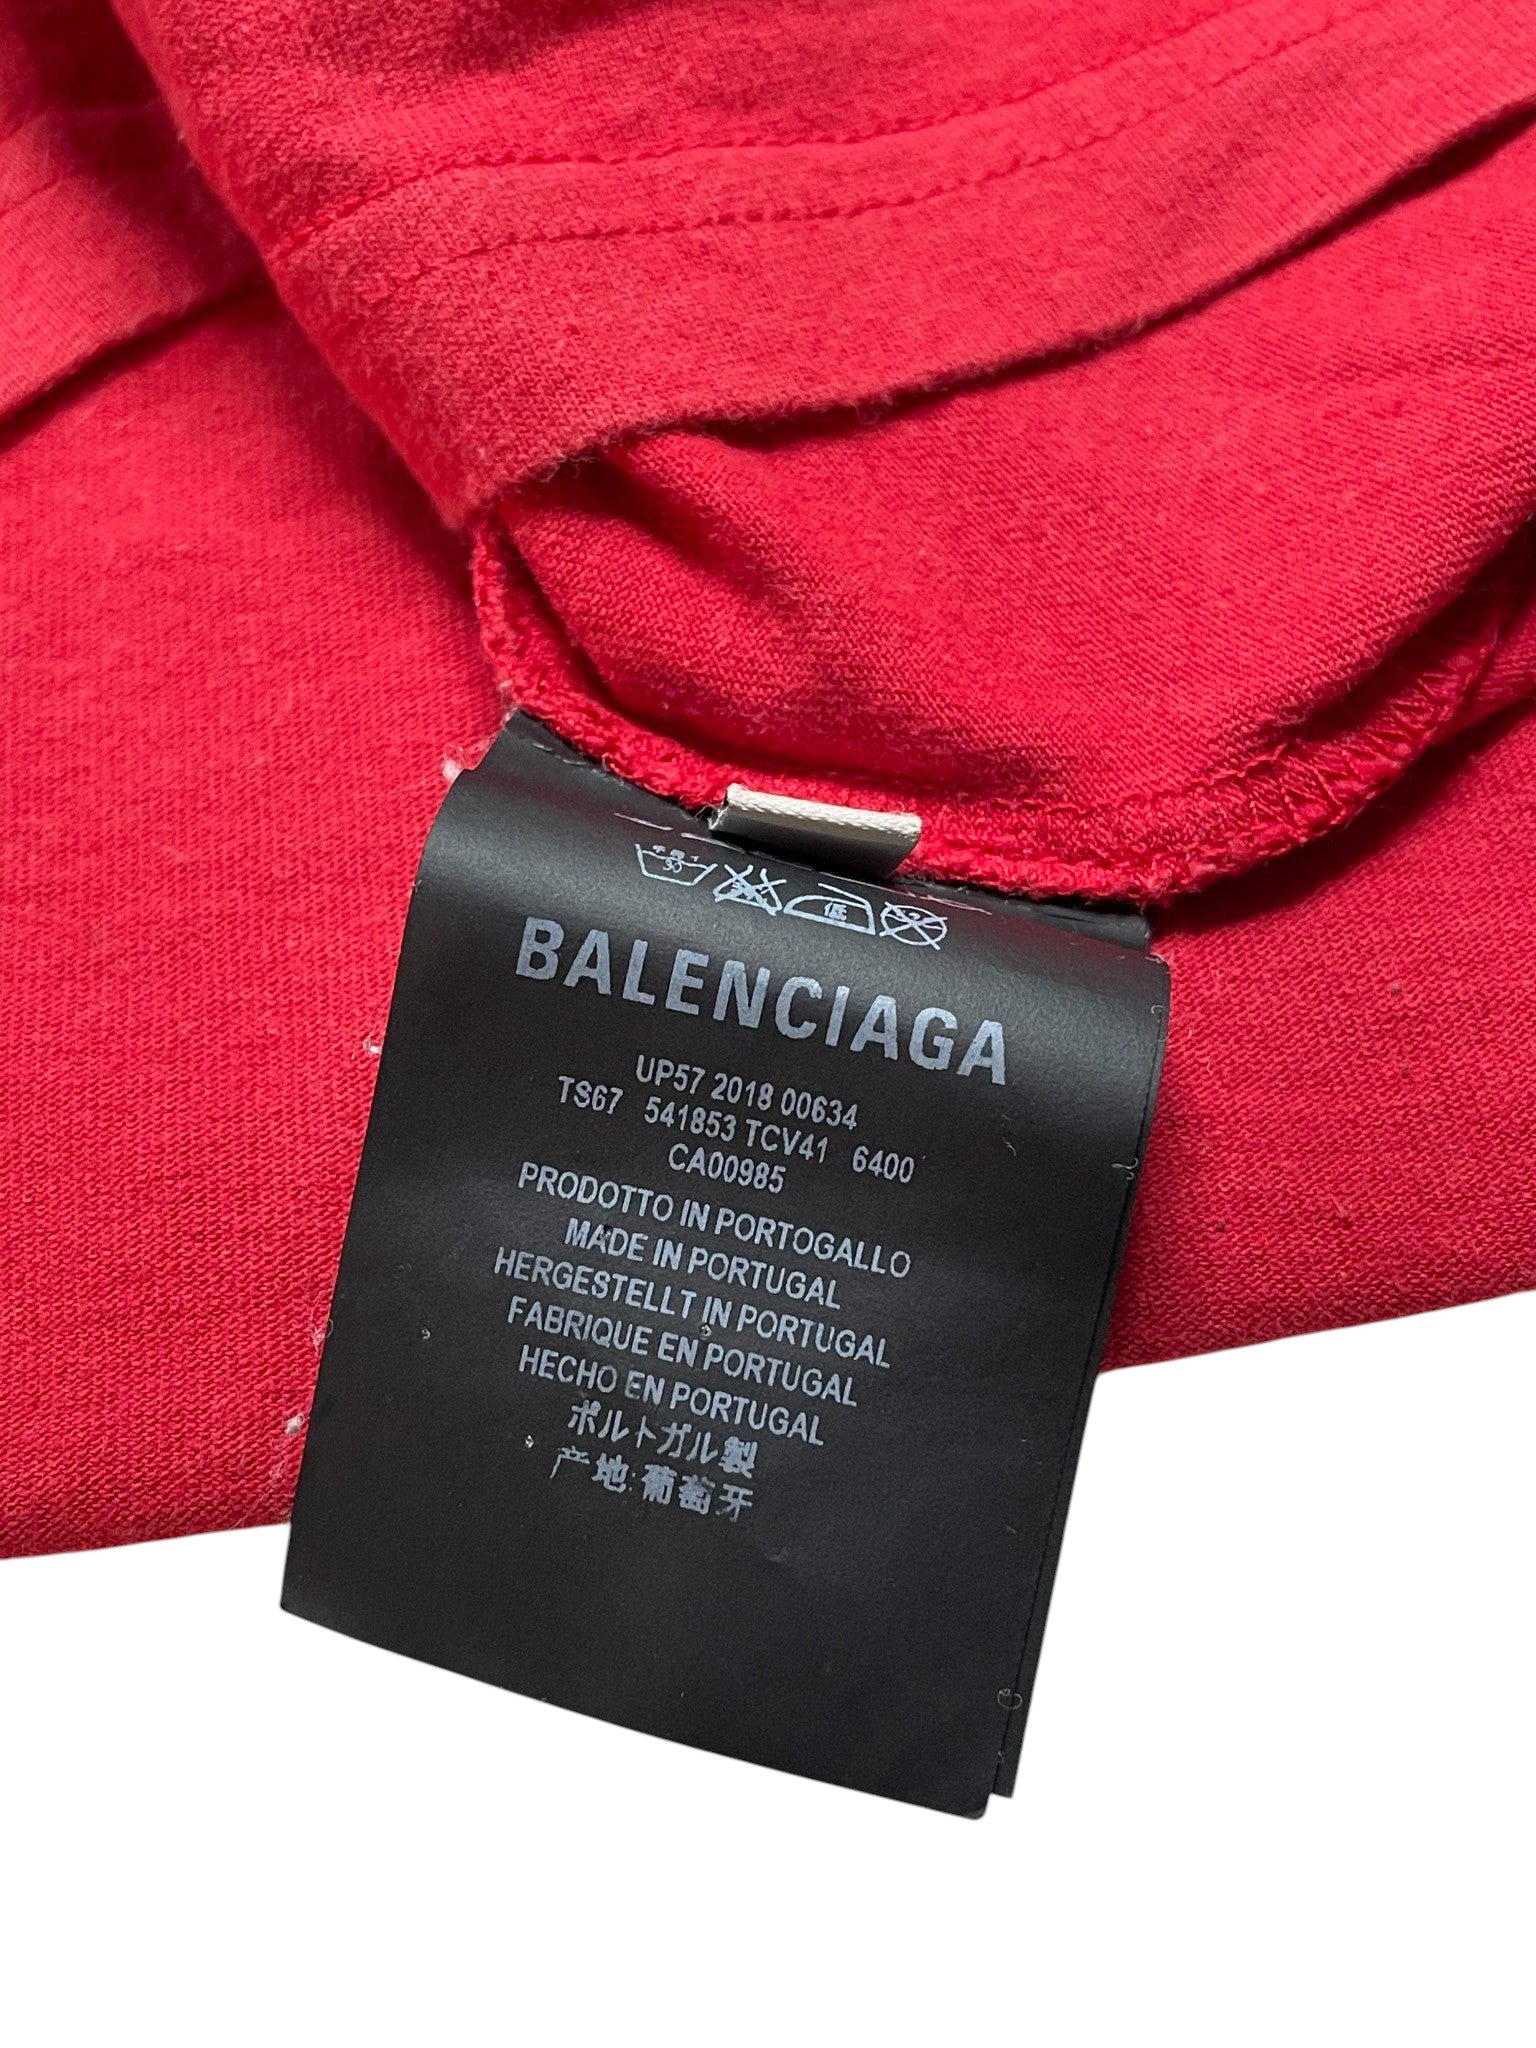 BALENCIAGA
UP57 2018 00634
TS67 541853 TCV41 6400
CA00985
PRODOTTO IN PORTOGALLO
MADE IN PORTUGAL
HERGESTELLT IN PORTUGAL
FABRIQUE EN PORTUGAL
HECHO EN PORTUGAL
ポルトガル製
产地:葡萄牙